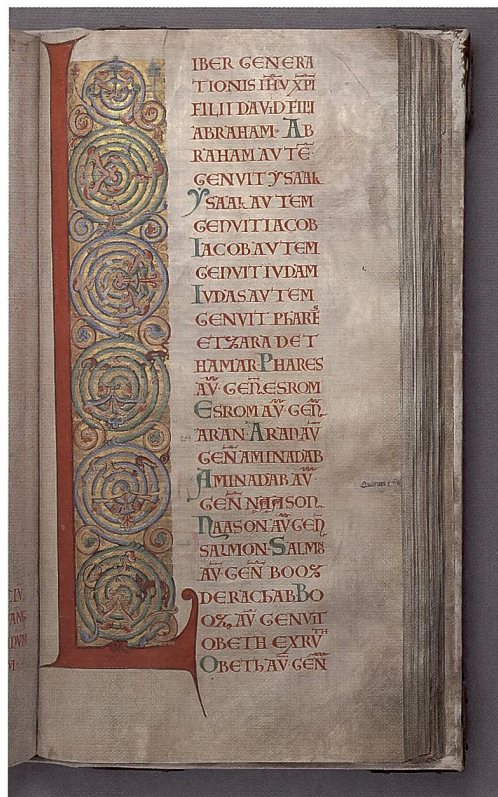 L
IBER GENERA
TIONIS IHV XPI
FILII DAVID FILII
ABRAHAM· AB
RAHAM AVTE
GENVIT YSAAK
YSAAK AVTEM
GENVIT IACOB
IACOB AVTEM
GENVIT IVDAM
IVDAS AVTEM
GENVIT PHARE
ET ZARA DE T
HAMAR PHARES
AV GEN ESROM
ESROM AV GEN
ARAN· ARAN AV
GEN AMINADAB
AMINADAB AV
GEN NAASON
NAASON AV GEN
SALMON· SALM
AV GEN BOOZ
DE RACHAB BO
OZ, AV GENVIT
OBETH EX RVTH
OBETH AV GEN